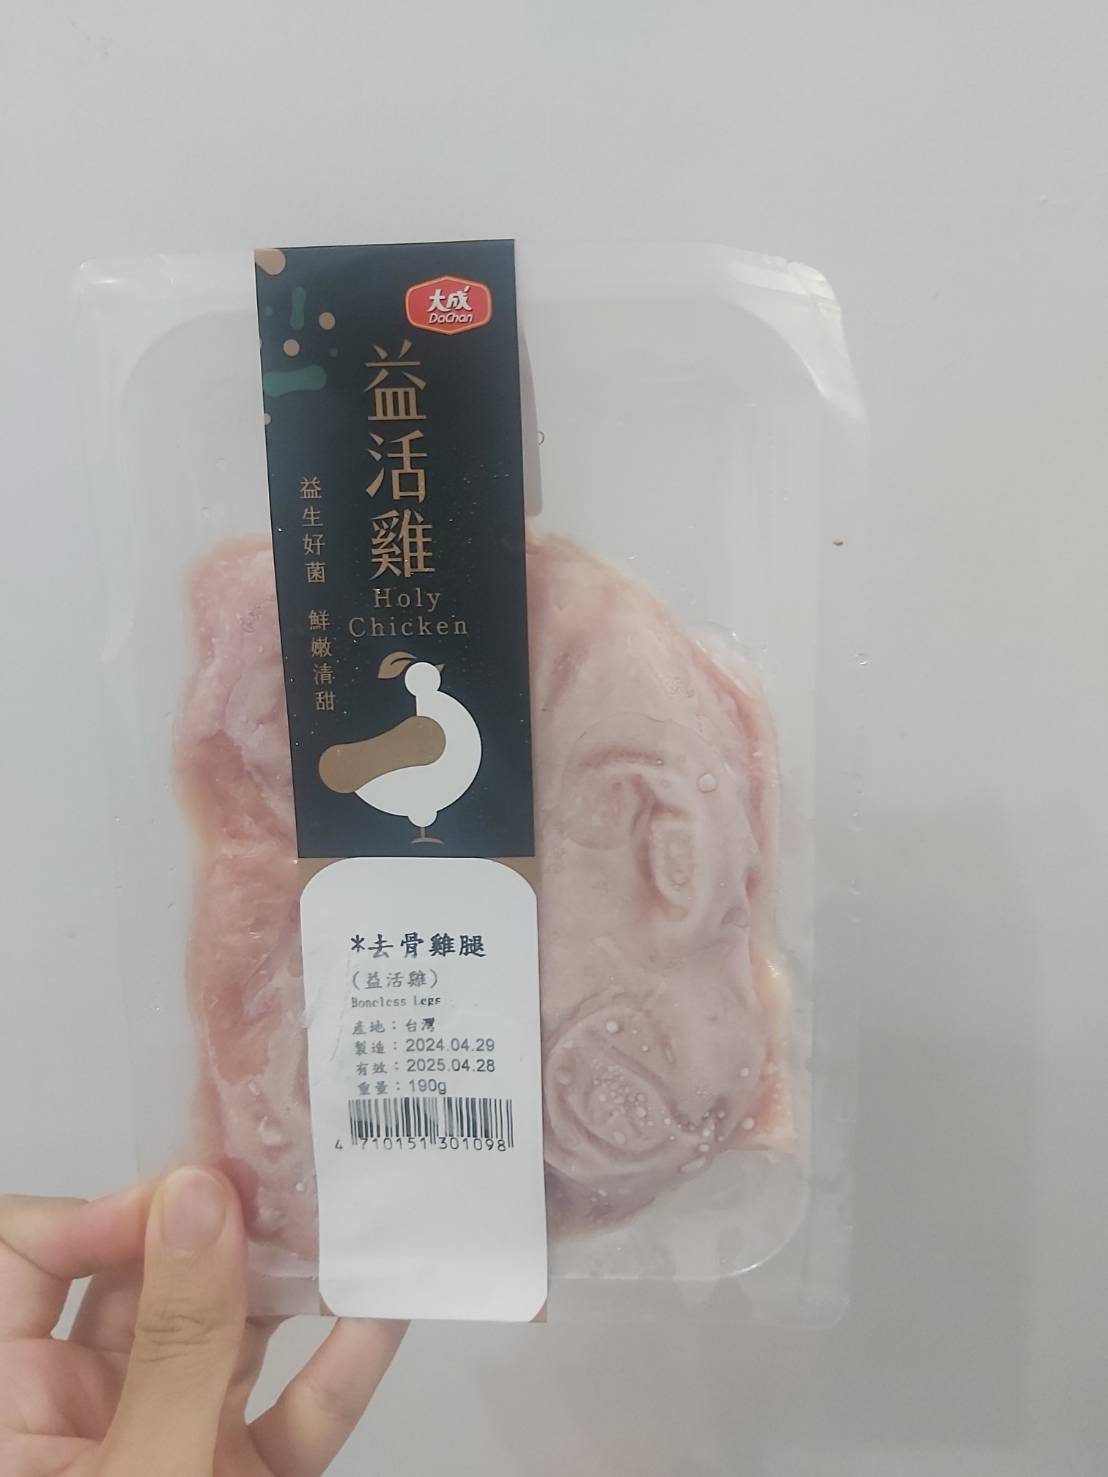 大成
DaChan
益活雞
Holy
Chicken
益生好菌 鮮嫩清甜
*去骨雞腿
(益活雞)
Boneless Legs
產地：台灣
製造：2024.04.29
有效：2025.04.28
重量：190g
4 710151 301098